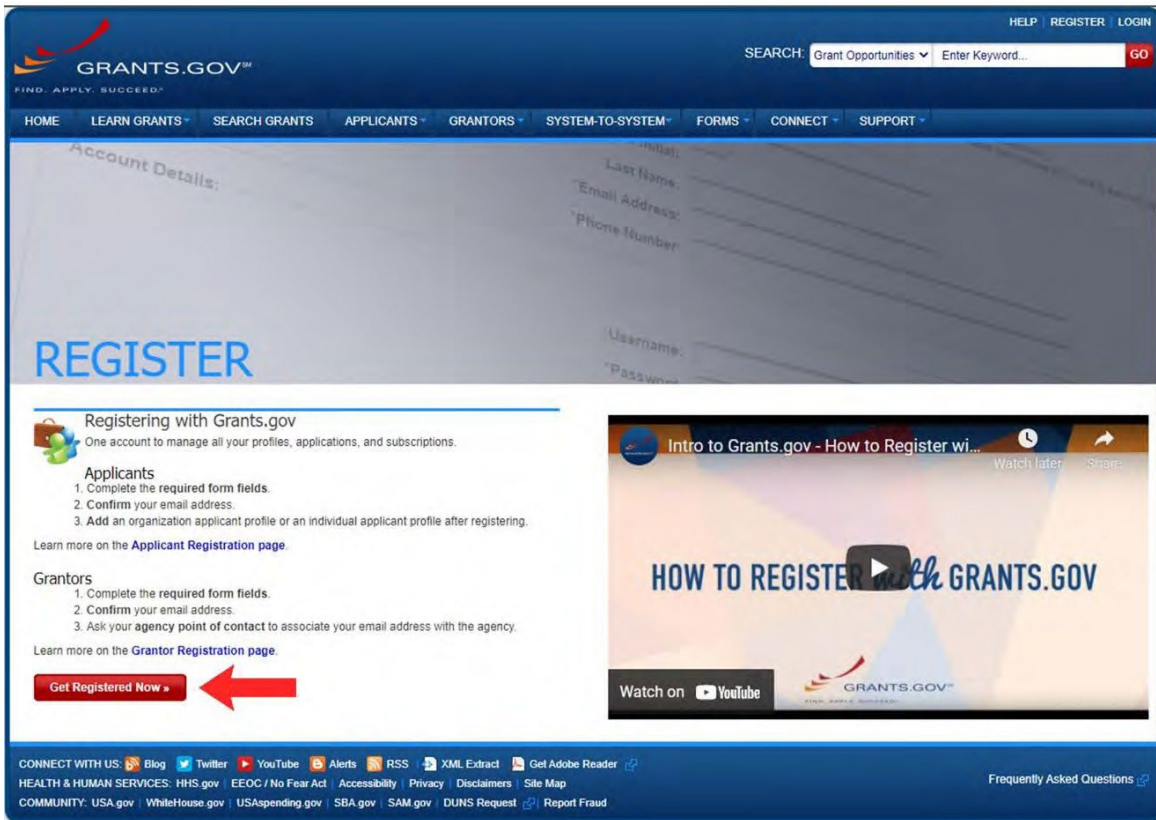 HELP | REGISTER | LOGIN
GRANTS.GOV℠
FIND. APPLY. SUCCEED.℠
SEARCH: Grant Opportunities Enter Keyword... GO
HOME LEARN GRANTS SEARCH GRANTS APPLICANTS GRANTORS SYSTEM-TO-SYSTEM FORMS CONNECT SUPPORT
Account Details:
Initial:
Last Name:
*Email Address:
*Phone Number:
Username:
*Password
REGISTER
Registering with Grants.gov
One account to manage all your profiles, applications, and subscriptions.
Applicants
1. Complete the required form fields.
2. Confirm your email address.
3. Add an organization applicant profile or an individual applicant profile after registering.
Learn more on the Applicant Registration page.
Grantors
1. Complete the required form fields.
2. Confirm your email address.
3. Ask your agency point of contact to associate your email address with the agency.
Learn more on the Grantor Registration page.
Get Registered Now »
Intro to Grants.gov - How to Register wi...
Watch later Share
HOW TO REGISTER with GRANTS.GOV
Watch on YouTube
GRANTS.GOV℠
FIND. APPLY. SUCCEED.℠
CONNECT WITH US: Blog Twitter YouTube Alerts RSS | XML Extract Get Adobe Reader
HEALTH & HUMAN SERVICES: HHS.gov | EEOC / No Fear Act | Accessibility | Privacy | Disclaimers | Site Map
COMMUNITY: USA.gov | WhiteHouse.gov | USAspending.gov | SBA.gov | SAM.gov | DUNS Request | Report Fraud
Frequently Asked Questions